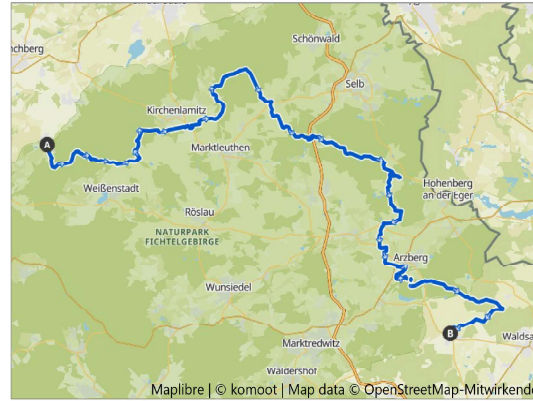 Schönwald
chberg
Selb
Kirchenlamitz
A
Marktleuthen
Weißenstadt
Hohenberg
an der Eger
Röslau
NATURPARK
FICHTELGEBIRGE
Arzberg
Wunsiedel
B
Waldsa
Marktredwitz
Waldershof
Maplibre | © komoot | Map data © OpenStreetMap-Mitwirkende